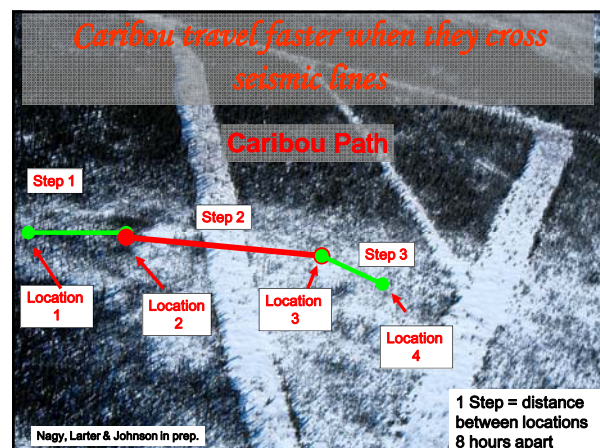 Caribou travel faster when they cross
seismic lines
Caribou Path
Step 1
Step 2
Step 3
Location
1
Location
2
Location
3
Location
4
1 Step = distance
between locations
8 hours apart
Nagy, Larter & Johnson in prep.